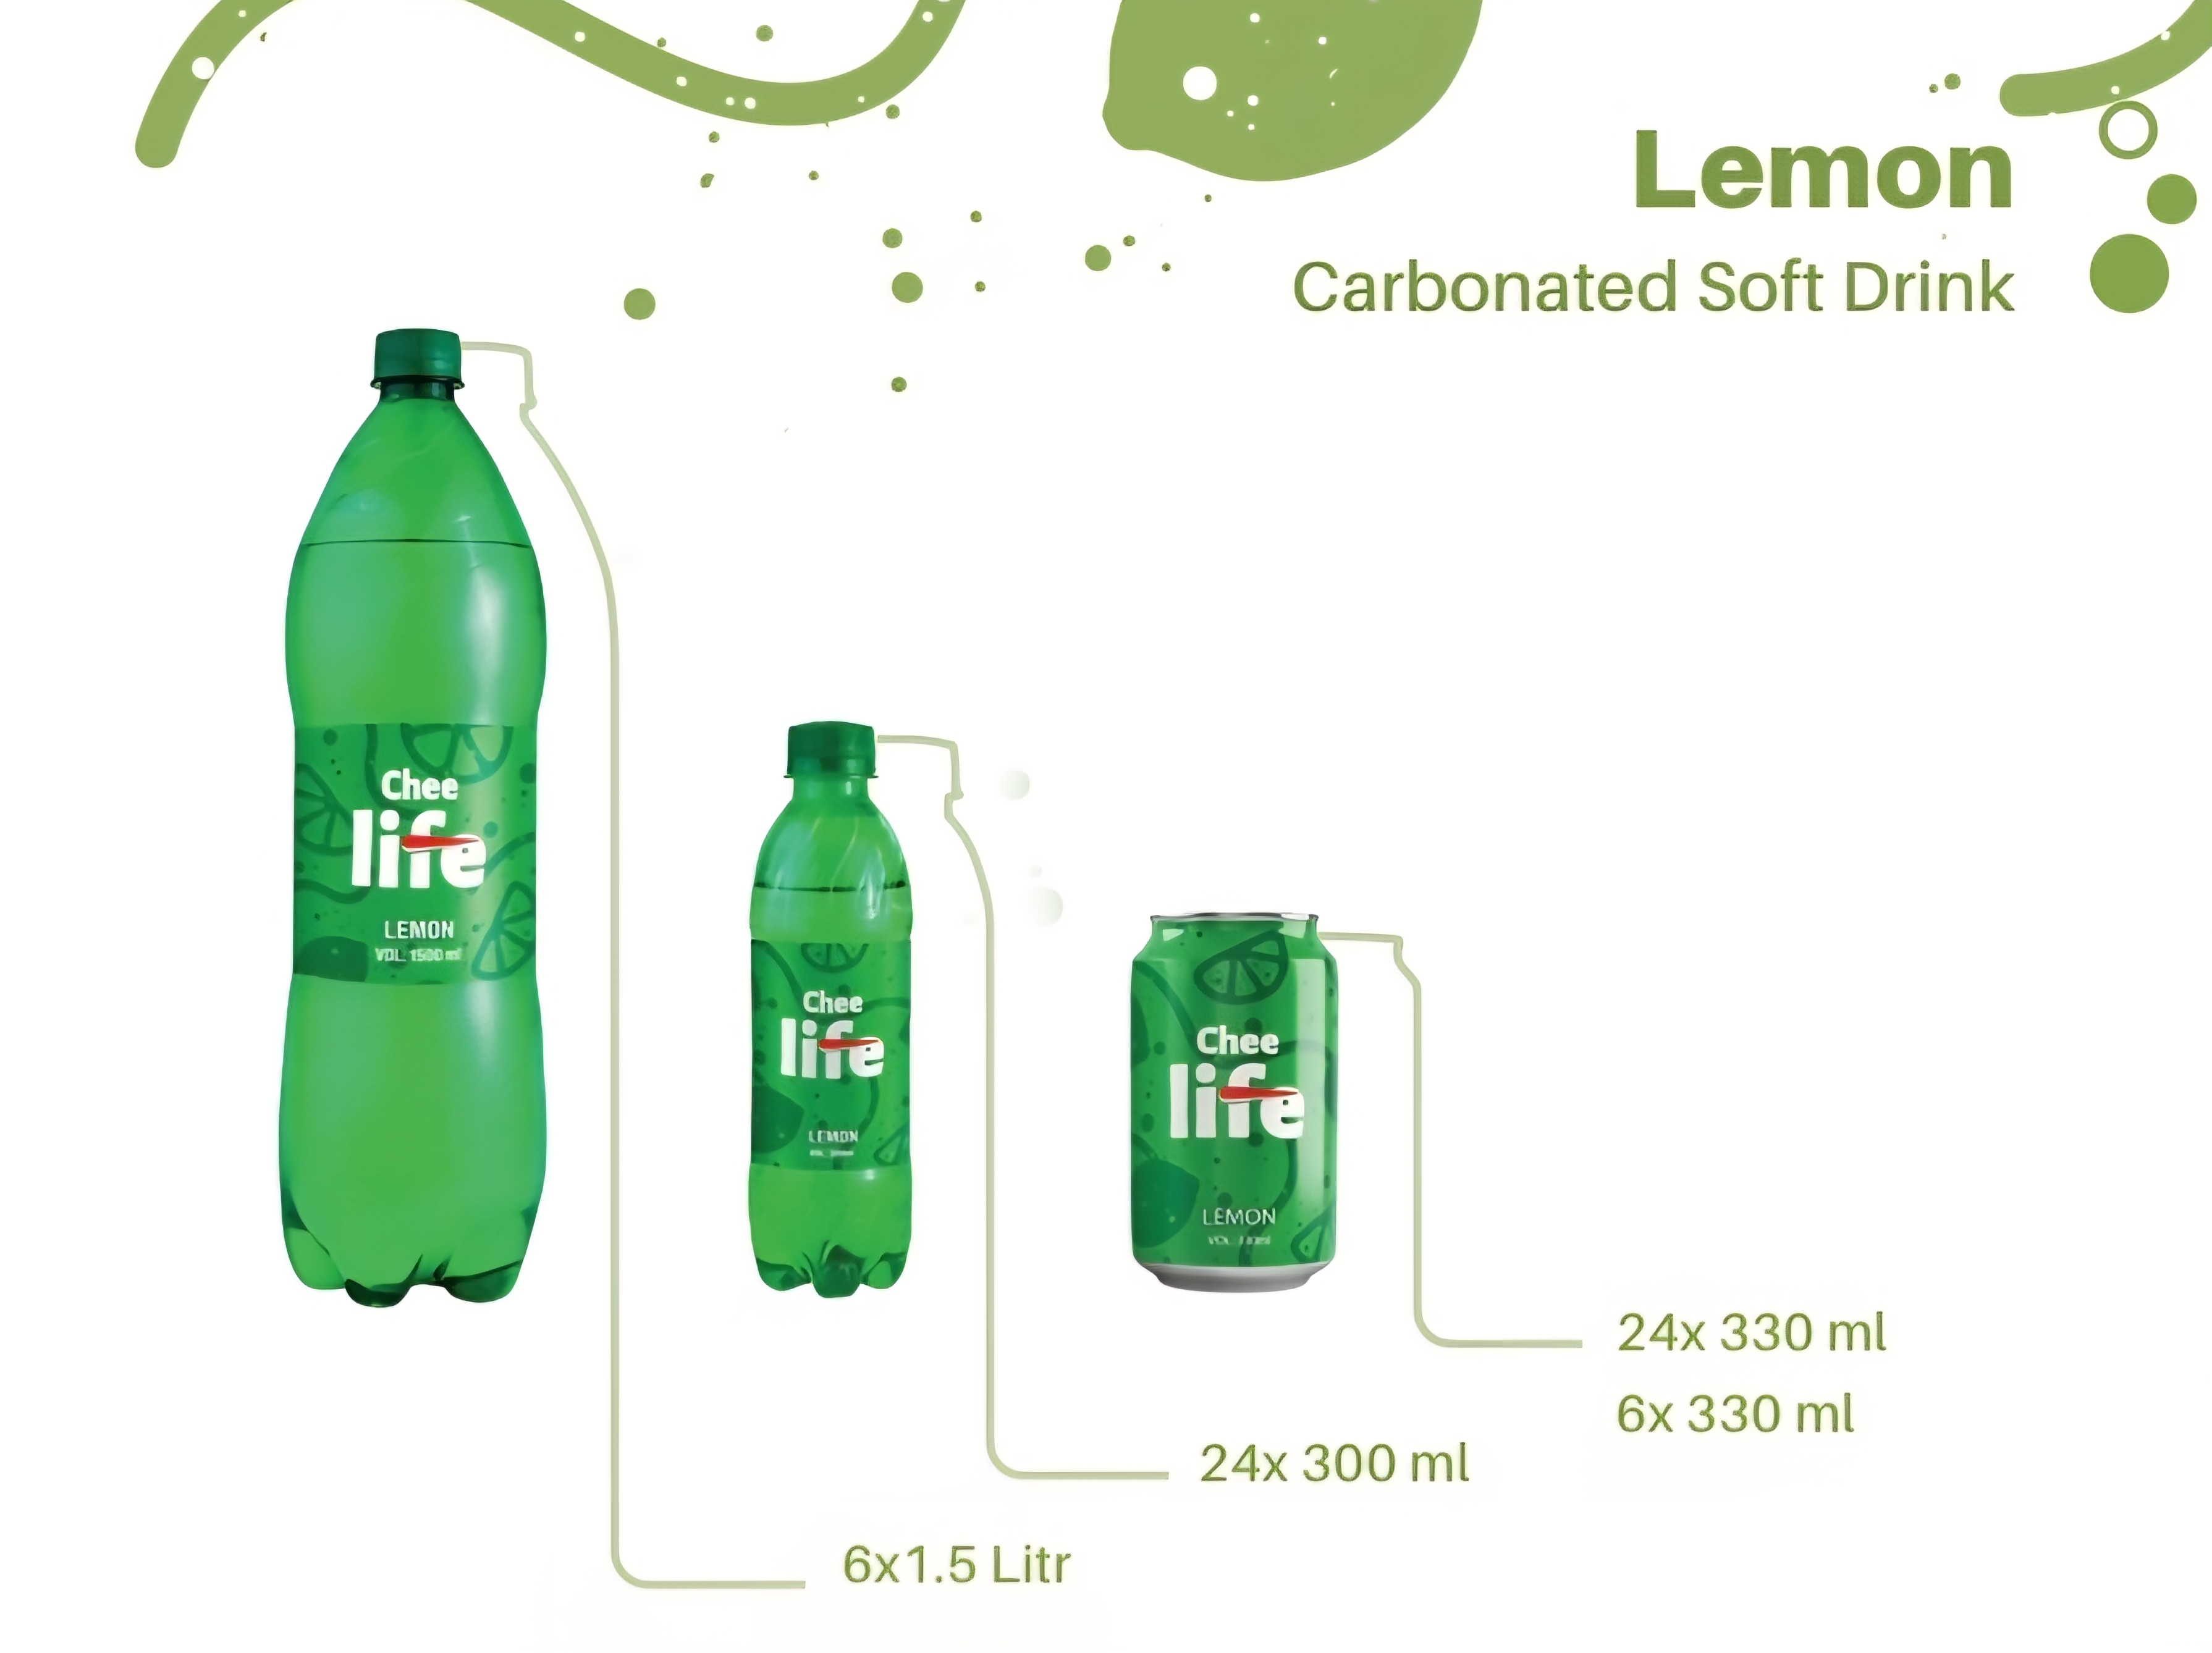 Lemon
Carbonated Soft Drink
Chee
life
LEMON
VOL. 1500 ml
Chee
life
LEMON
Chee
life
LEMON
24x 330 ml
6x 330 ml
24x 300 ml
6x1.5 Litr